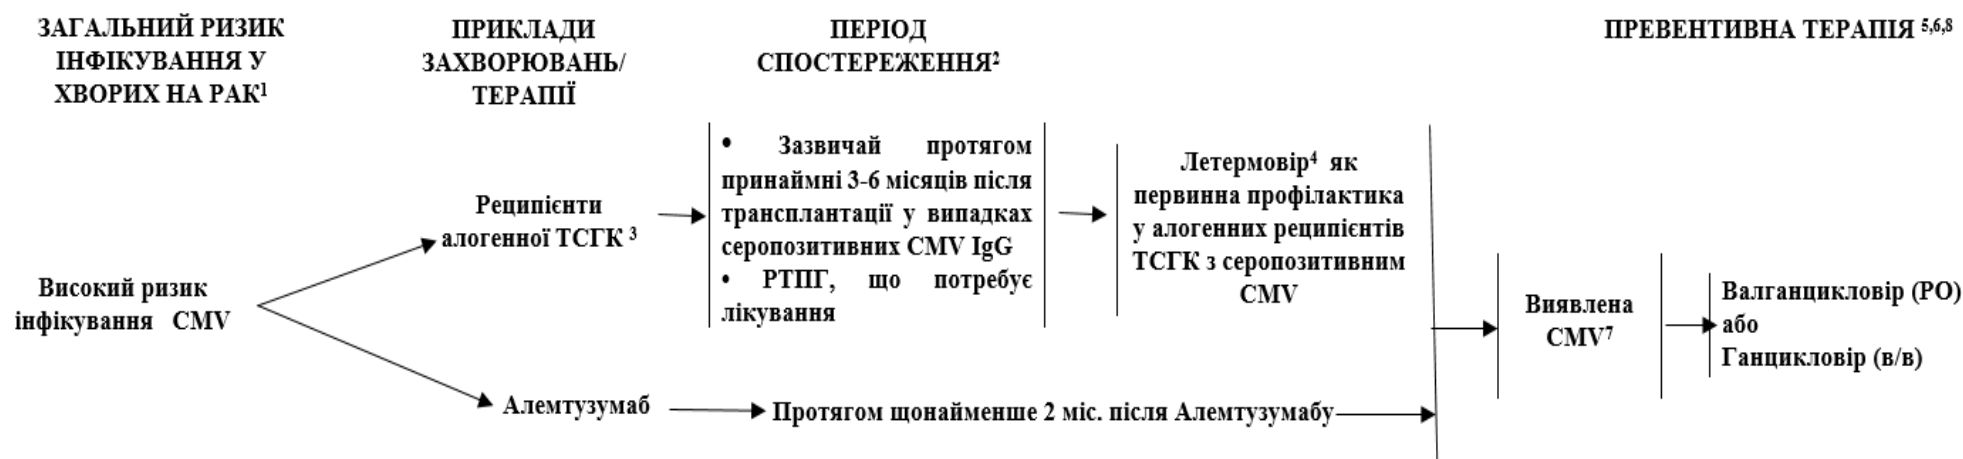 ЗАГАЛЬНИЙ РИЗИК
ІНФІКУВАННЯ У
ХВОРИХ НА РАК¹
ПРИКЛАДИ
ЗАХВОРЮВАНЬ/
ТЕРАПІЇ
ПЕРІОД
СПОСТЕРЕЖЕННЯ²
ПРЕВЕНТИВНА ТЕРАПІЯ ⁵,⁶,⁸
Високий ризик
інфікування CMV
Реципієнти
алогенної ТСГК ³
• Зазвичай протягом
принаймні 3-6 місяців після
трансплантації у випадках
серопозитивних CMV IgG
• РТПГ, що потребує
лікування
Летермовір⁴ як
первинна профілактика
у алогенних реципієнтів
ТСГК з серопозитивним
CMV
Алемтузумаб
Протягом щонайменше 2 міс. після Алемтузумабу
Виявлена
CMV⁷
Валганцикловір (РО)
або
Ганцикловір (в/в)